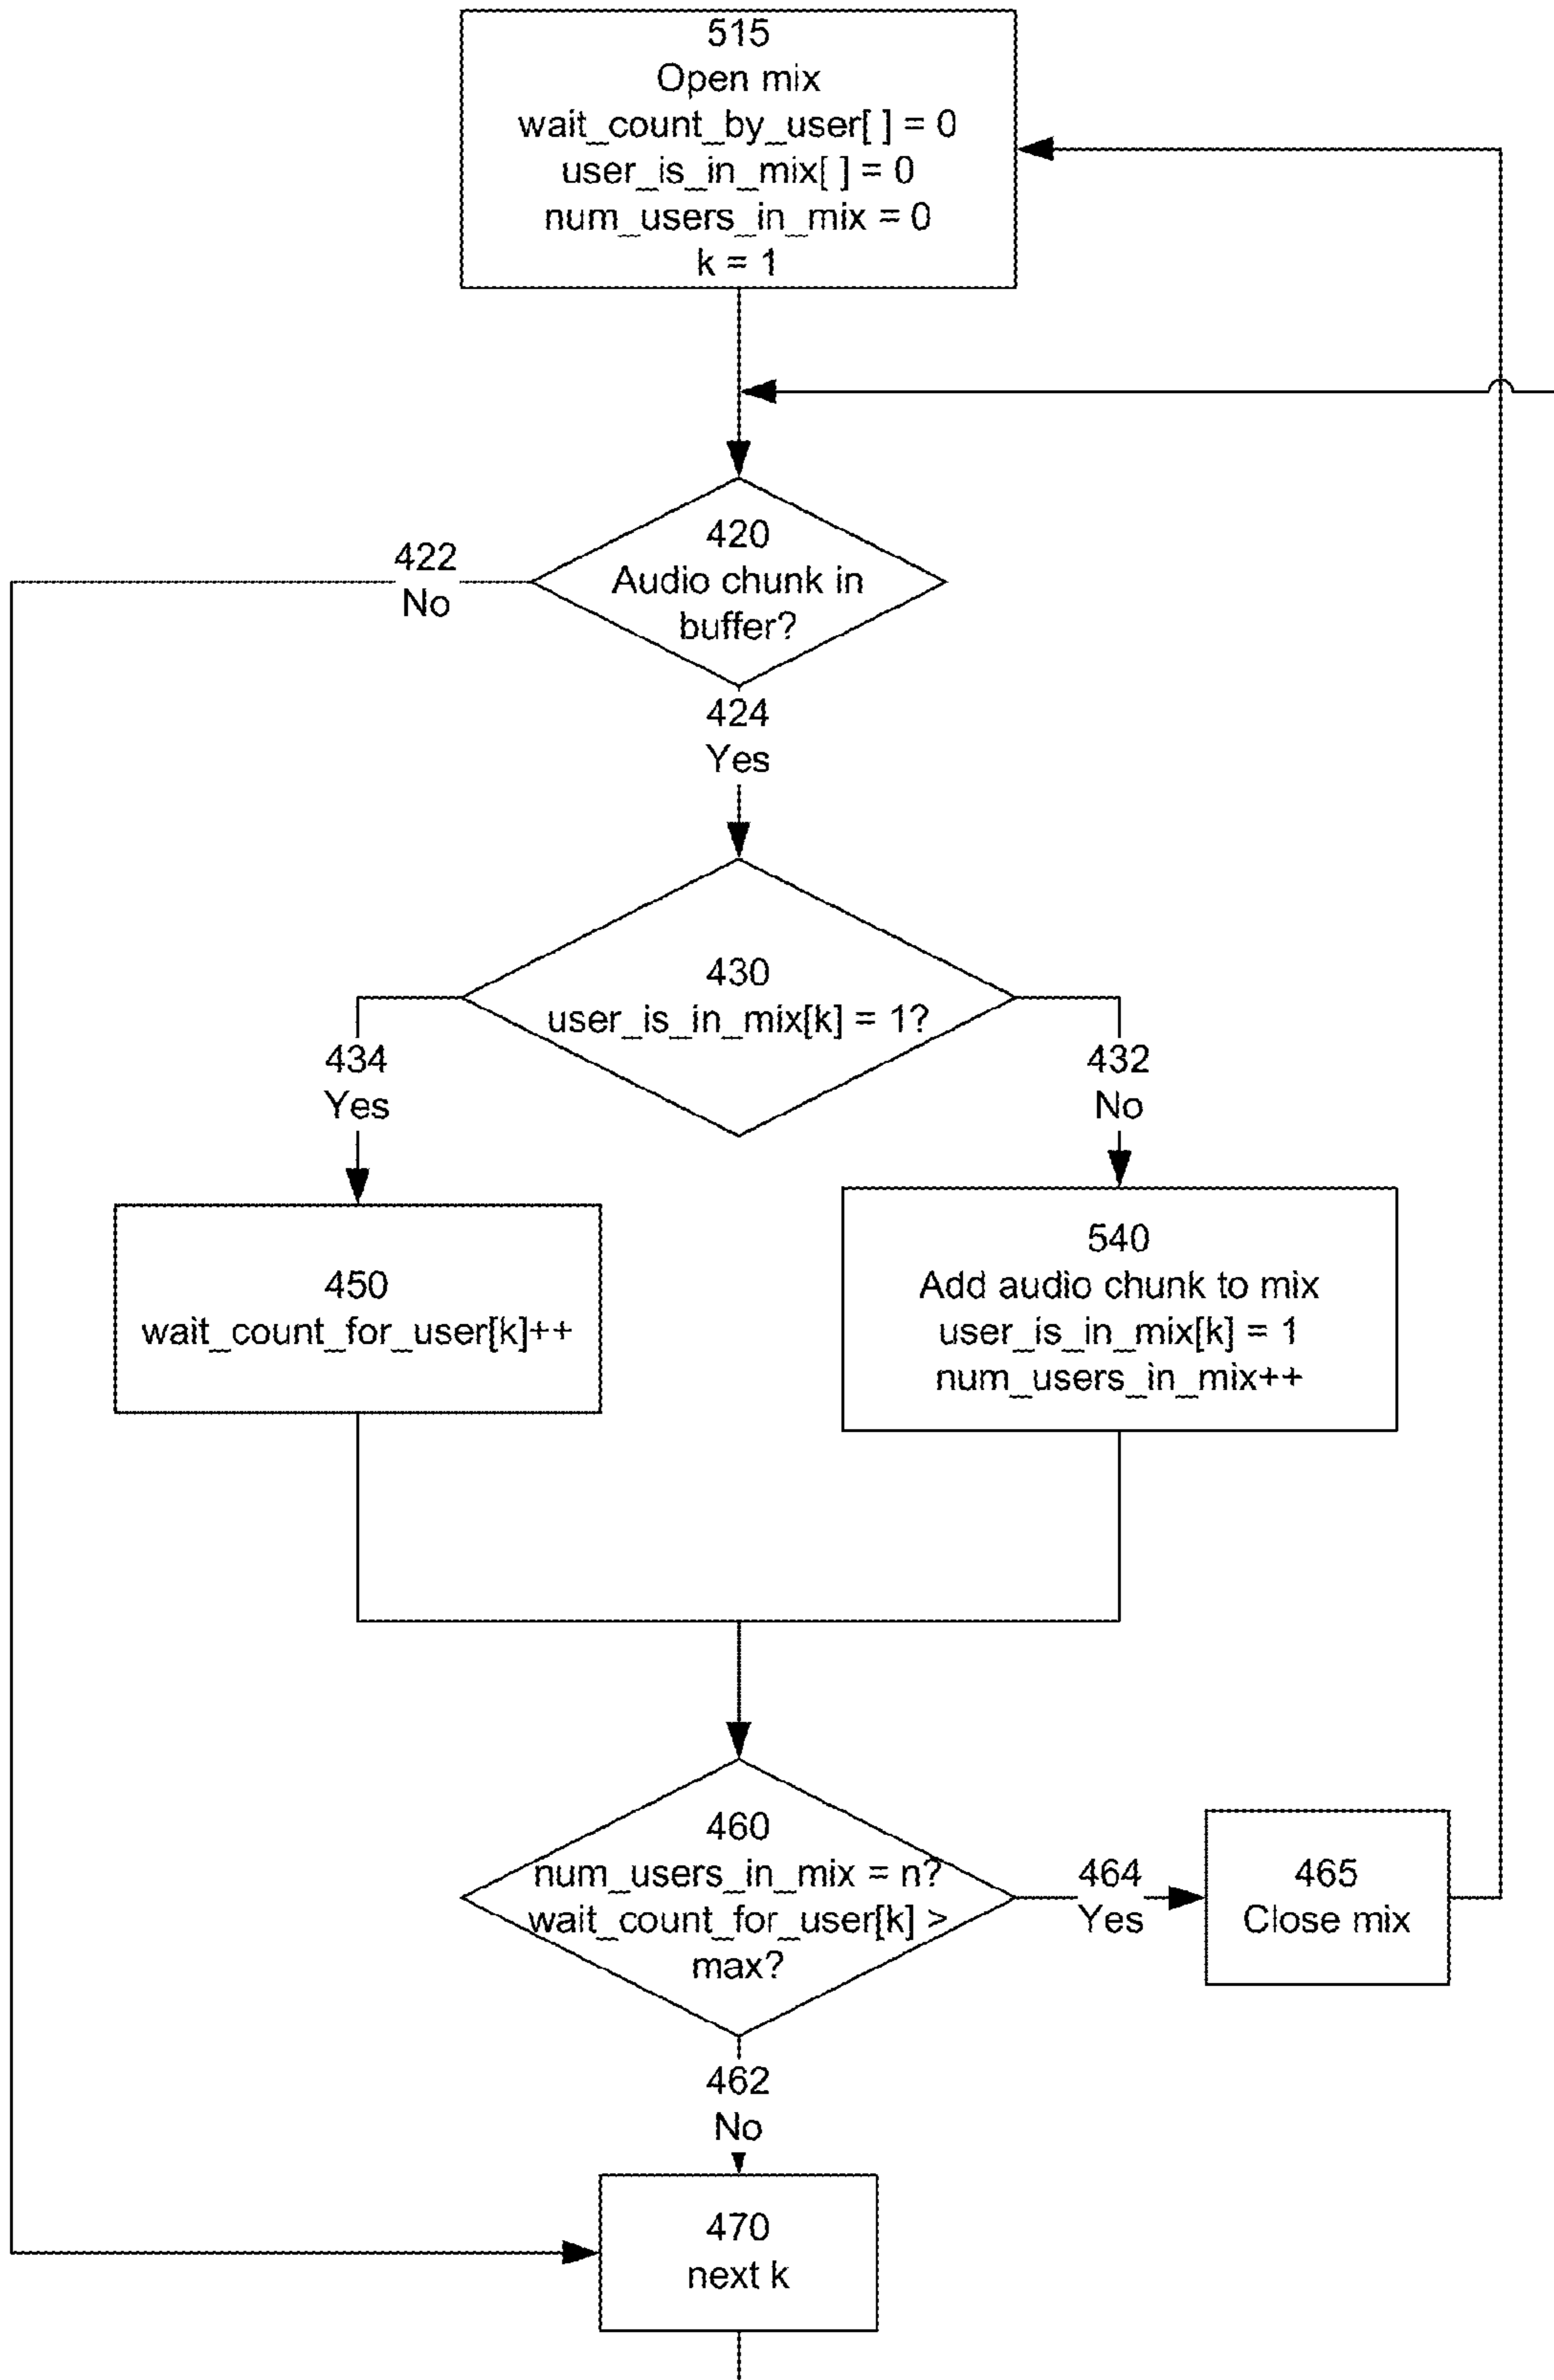 515
Open mix
wait_count_by_user[ ] = 0
user_is_in_mix[ ] = 0
num_users_in_mix = 0
k = 1
420
Audio chunk in
buffer?
422
No
424
Yes
430
user_is_in_mix[k] = 1?
434
Yes
432
No
450
wait_count_for_user[k]++
540
Add audio chunk to mix
user_is_in_mix[k] = 1
num_users_in_mix++
460
num_users_in_mix = n?
wait_count_for_user[k] >
max?
464
Yes
465
Close mix
462
No
470
next k